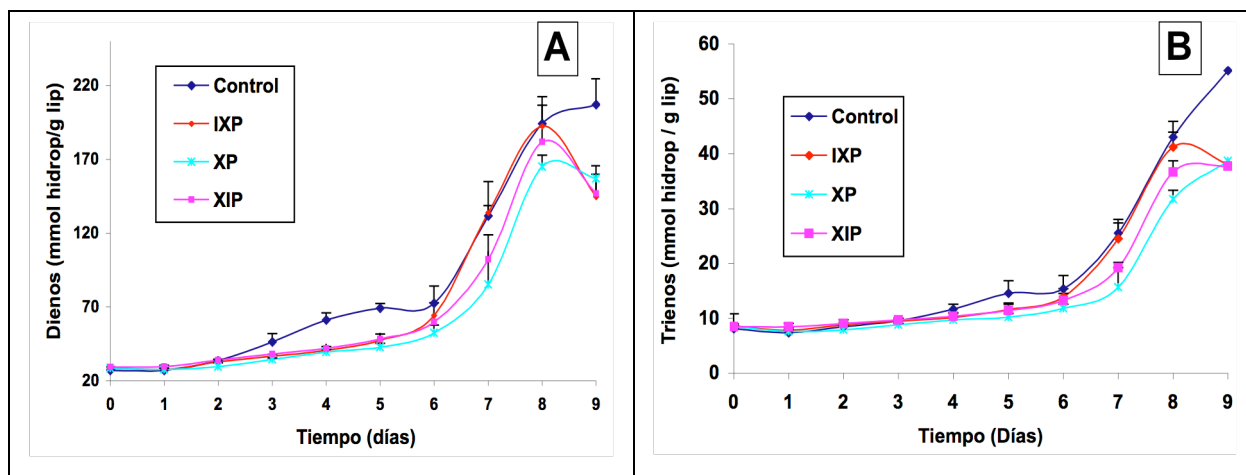 A
Dienos (mmol hidrop/g lip)
220
170
120
70
20
Control
IXP
XP
XIP
0 1 2 3 4 5 6 7 8 9
Tiempo (días)
B
Trienos (mmol hidrop / g lip)
60
50
40
30
20
10
0
Control
IXP
XP
XIP
0 1 2 3 4 5 6 7 8 9
Tiempo (Días)